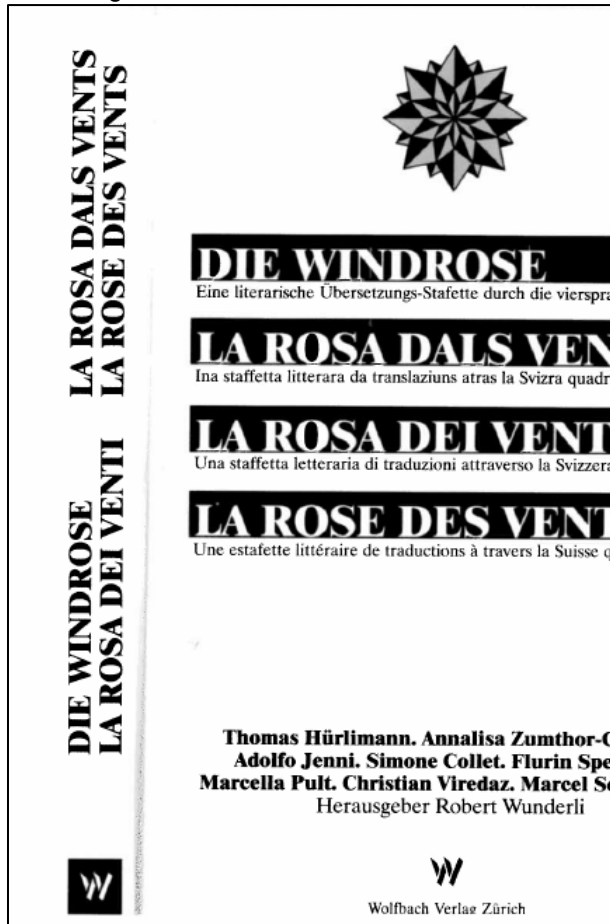 LA ROSA DALS VENTS
LA ROSE DES VENTS
DIE WINDROSE
LA ROSA DEI VENTI
DIE WINDROSE
Eine literarische Übersetzungs-Stafette durch die vierspra
LA ROSA DALS VEN
Ina staffetta litterara da translaziuns atras la Svizra quadr
LA ROSA DEI VENT
Una staffetta letteraria di traduzioni attraverso la Svizzera
LA ROSE DES VENT
Une estafette littéraire de traductions à travers la Suisse q
Thomas Hürlimann. Annalisa Zumthor-C
Adolfo Jenni. Simone Collet. Flurin Spe
Marcella Pult. Christian Viredaz. Marcel S
Herausgeber Robert Wunderli
W
W
Wolfbach Verlag Zürich